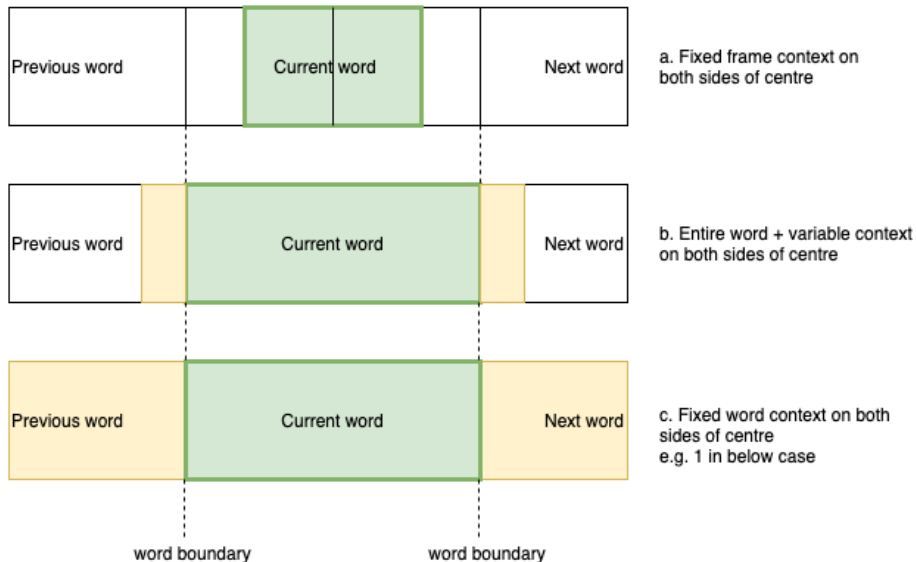 Previous word
Current word
Next word
a. Fixed frame context on
both sides of centre
Previous word
Current word
Next word
b. Entire word + variable context
on both sides of centre
Previous word
Current word
Next word
c. Fixed word context on both
sides of centre
e.g. 1 in below case
word boundary
word boundary